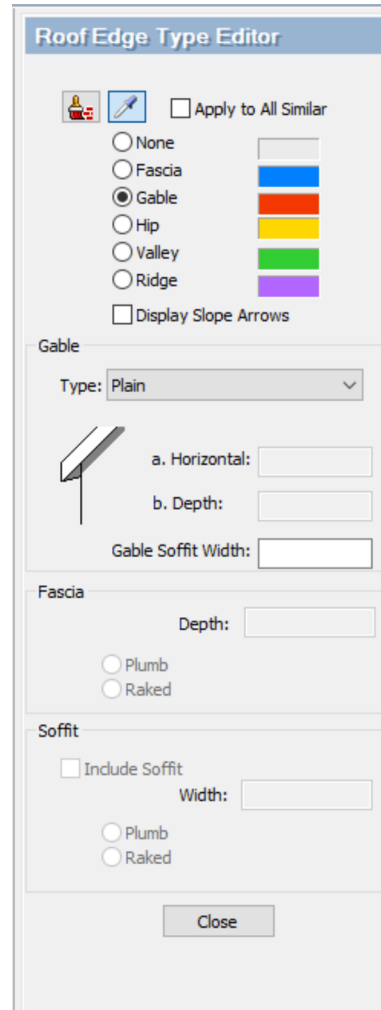 Roof Edge Type Editor
Apply to All Similar
None
Fascia
Gable
Hip
Valley
Ridge
Display Slope Arrows
Gable
Type: Plain
a. Horizontal:
b. Depth:
Gable Soffit Width:
Fascia
Depth:
Plumb
Raked
Soffit
Include Soffit
Width:
Plumb
Raked
Close